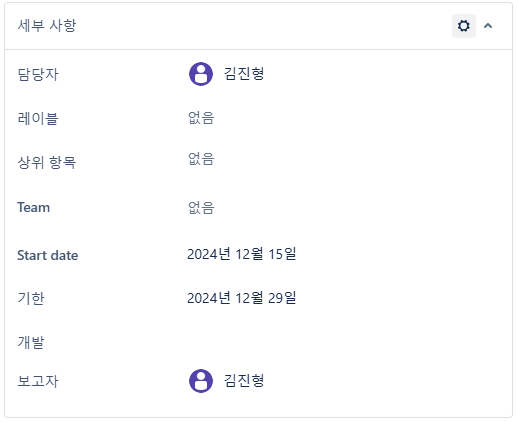 세부 사항
담당자 김진형
레이블 없음
상위 항목 없음
Team 없음
Start date 2024년 12월 15일
기한 2024년 12월 29일
개발
보고자 김진형